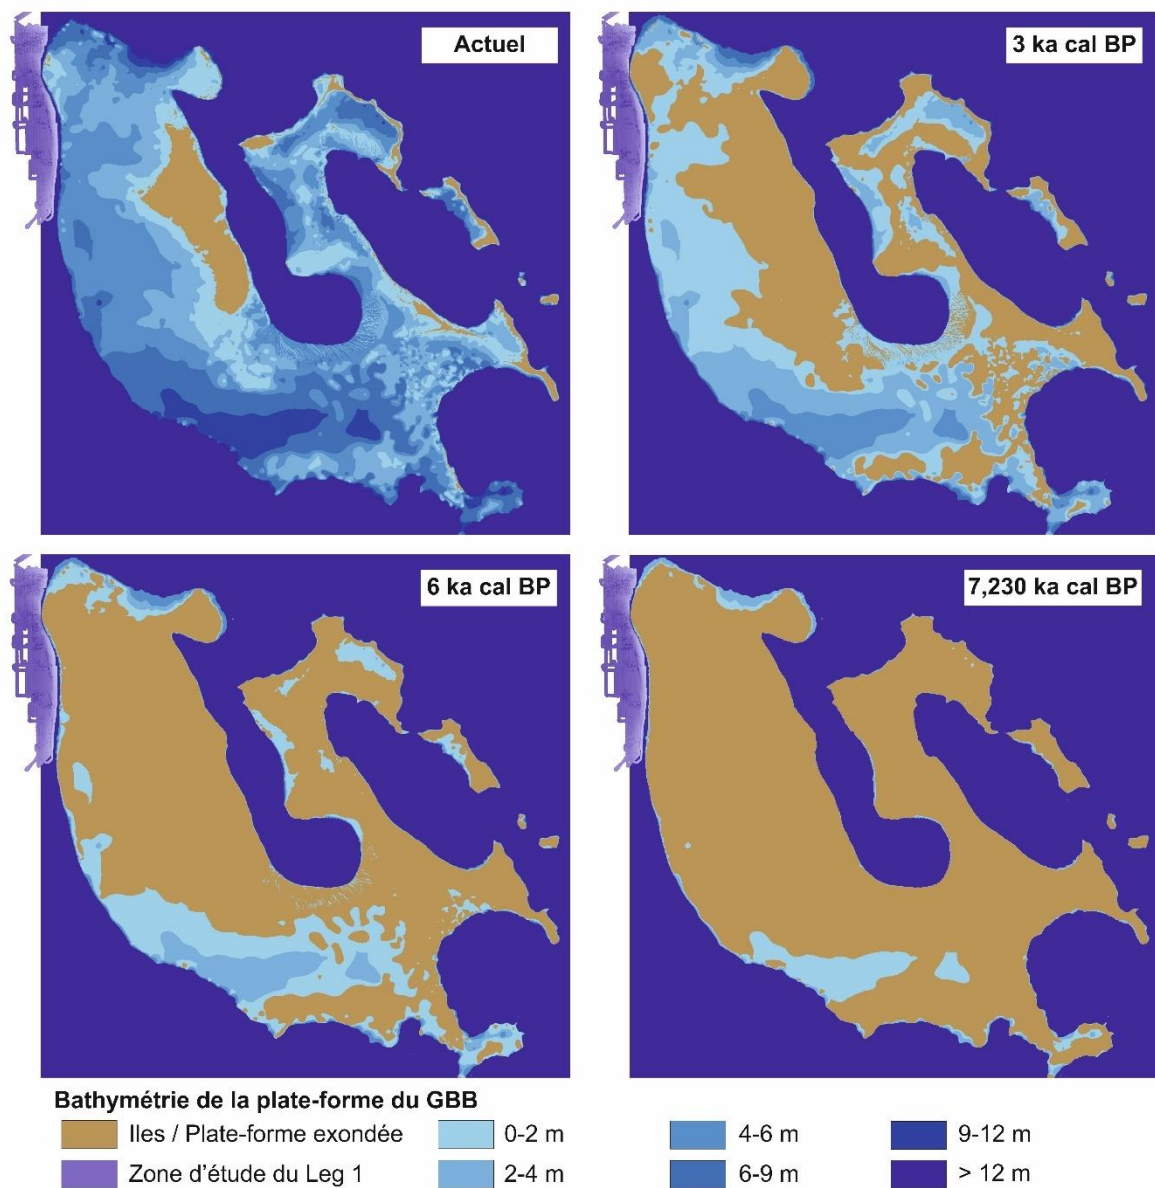 Actuel
3 ka cal BP
6 ka cal BP
7,230 ka cal BP
Bathymétrie de la plate-forme du GBB
Iles / Plate-forme exondée
0-2 m
4-6 m
9-12 m
Zone d'étude du Leg 1
2-4 m
6-9 m
> 12 m